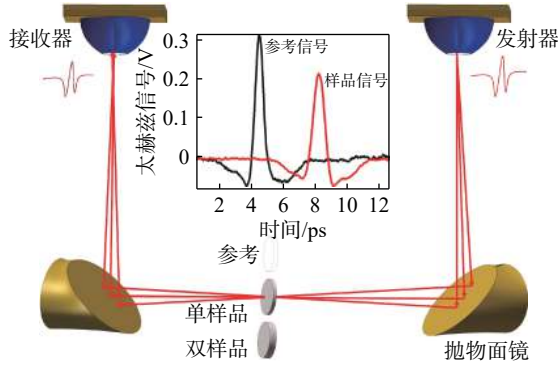 接收器
发射器
太赫兹信号/V
0.3
0.2
0.1
0
参考信号
样品信号
2 4 6 8 10 12
时间/ps
参考
单样品
双样品
抛物面镜